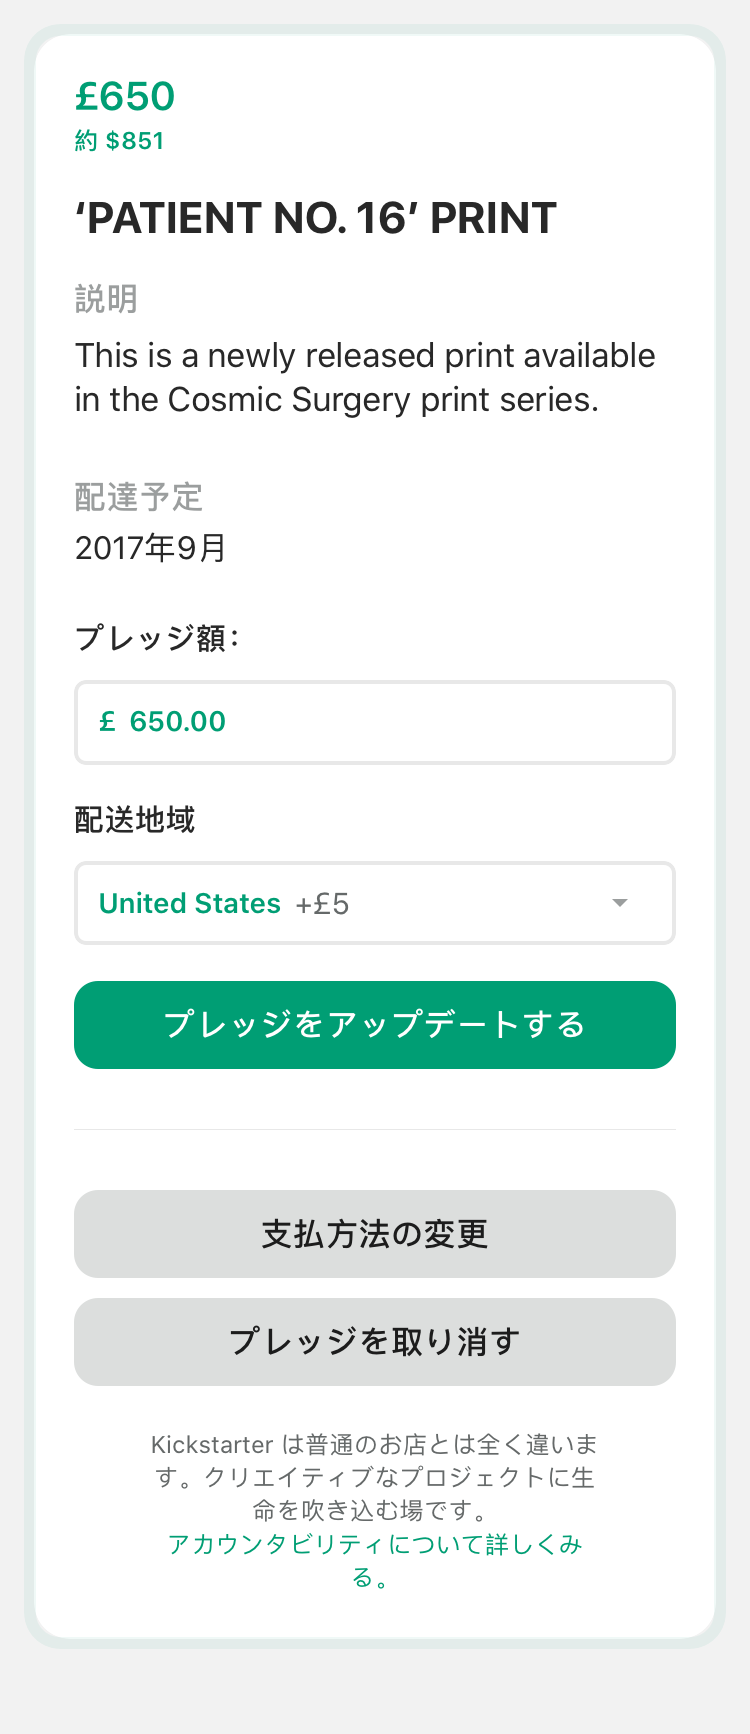 £650
約 $851
‘PATIENT NO. 16’ PRINT
説明
This is a newly released print available
in the Cosmic Surgery print series.
配達予定
2017年9月
プレッジ額：
£ 650.00
配送地域
United States +£5
プレッジをアップデートする
支払方法の変更
プレッジを取り消す
Kickstarter は普通のお店とは全く違いま
す。クリエイティブなプロジェクトに生
命を吹き込む場です。
アカウンタビリティについて詳しくみ
る。